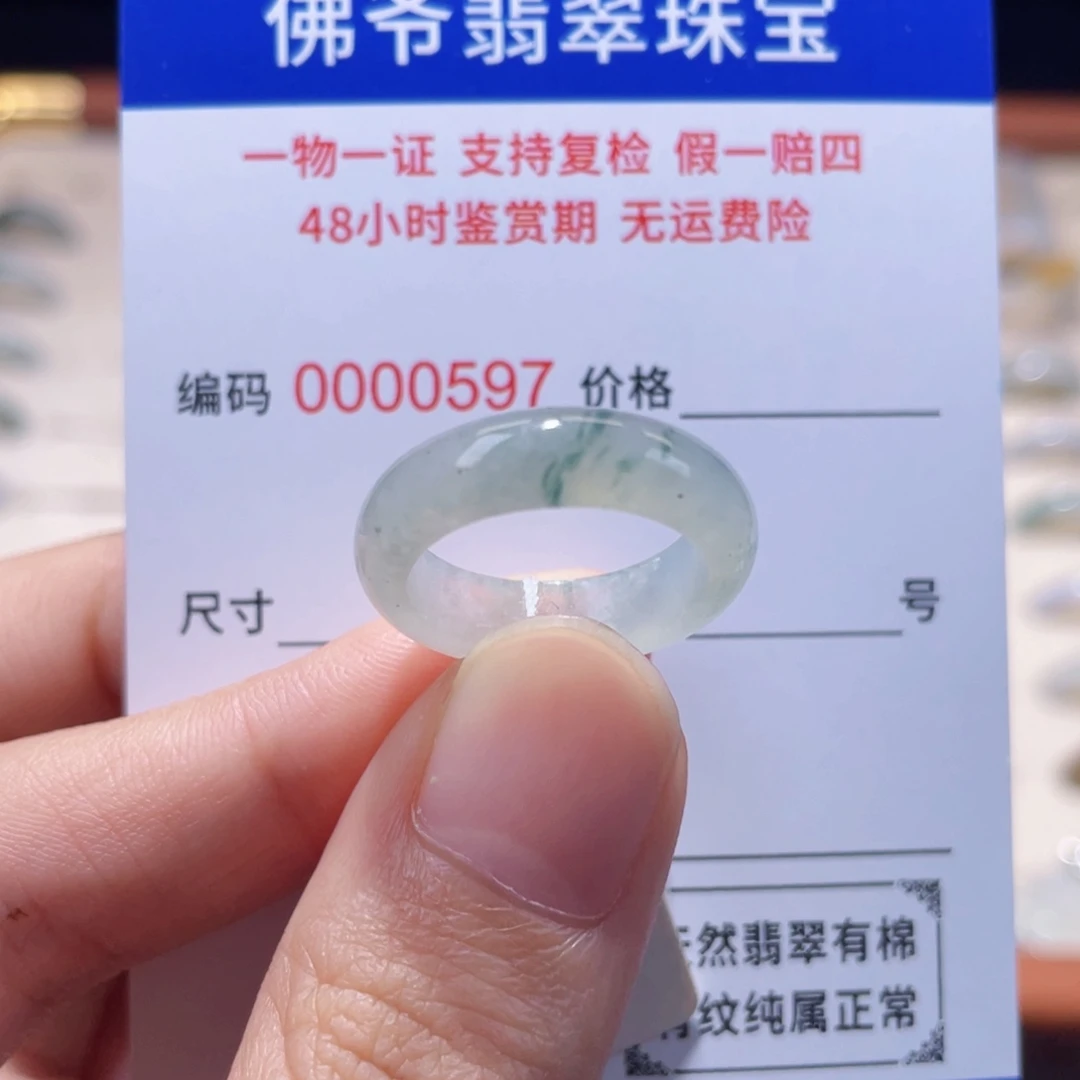 佛爷翡翠珠宝
一物一证 支持复检 假一赔四
48小时鉴赏期 无运费险
编码 0000597 价格
尺寸 号
然翡翠有棉
纹纯属正常